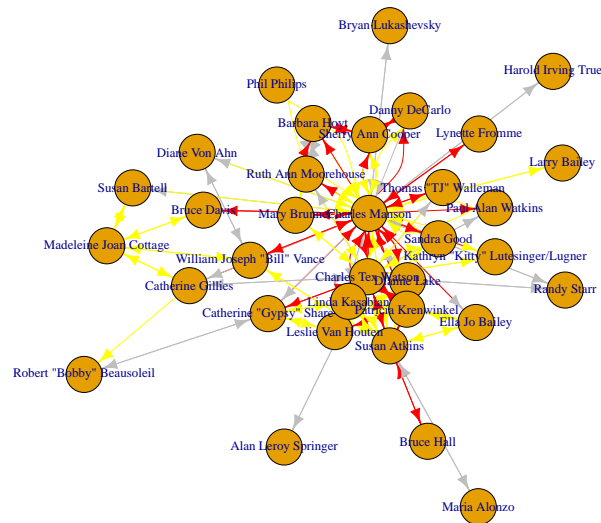 Bryan Lukashevsky
Harold Irving True
Phil Philips
Danny DeCarlo
Barbara Hoyt
Sherry Ann Cooper
Lynette Fromme
Diane Von Ahn
Larry Bailey
Ruth Ann Moorehouse
Susan Bartell
Thomas "TJ" Walleman
Bruce Davis
Mary Brunner
Charles Manson
Paul Alan Watkins
Sandra Good
Madeleine Joan Cottage
William Joseph "Bill" Vance
Kathryn "Kitty" Lutesinger/Lugner
Charles Tex Watson
Dianne Lake
Catherine Gillies
Randy Starr
Linda Kasabian
Catherine "Gypsy" Share
Patricia Krenwinkel
Ella Jo Bailey
Leslie Van Houten
Susan Atkins
Robert "Bobby" Beausoleil
Alan Leroy Springer
Bruce Hall
Maria Alonzo